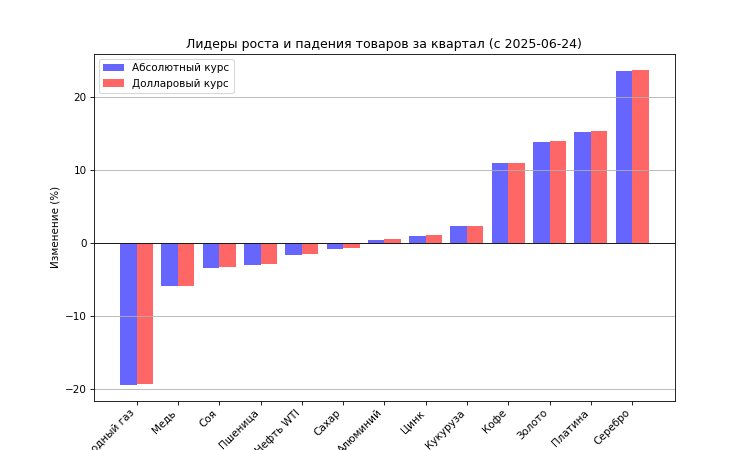 Лидеры роста и падения товаров за квартал (с 2025-06-24)
Абсолютный курс
Долларовый курс
Изменение (%)
20
10
0
−10
−20
одный газ
Медь
Соя
Пшеница
Нефть WTI
Сахар
Алюминий
Цинк
Кукуруза
Кофе
Золото
Платина
Серебро